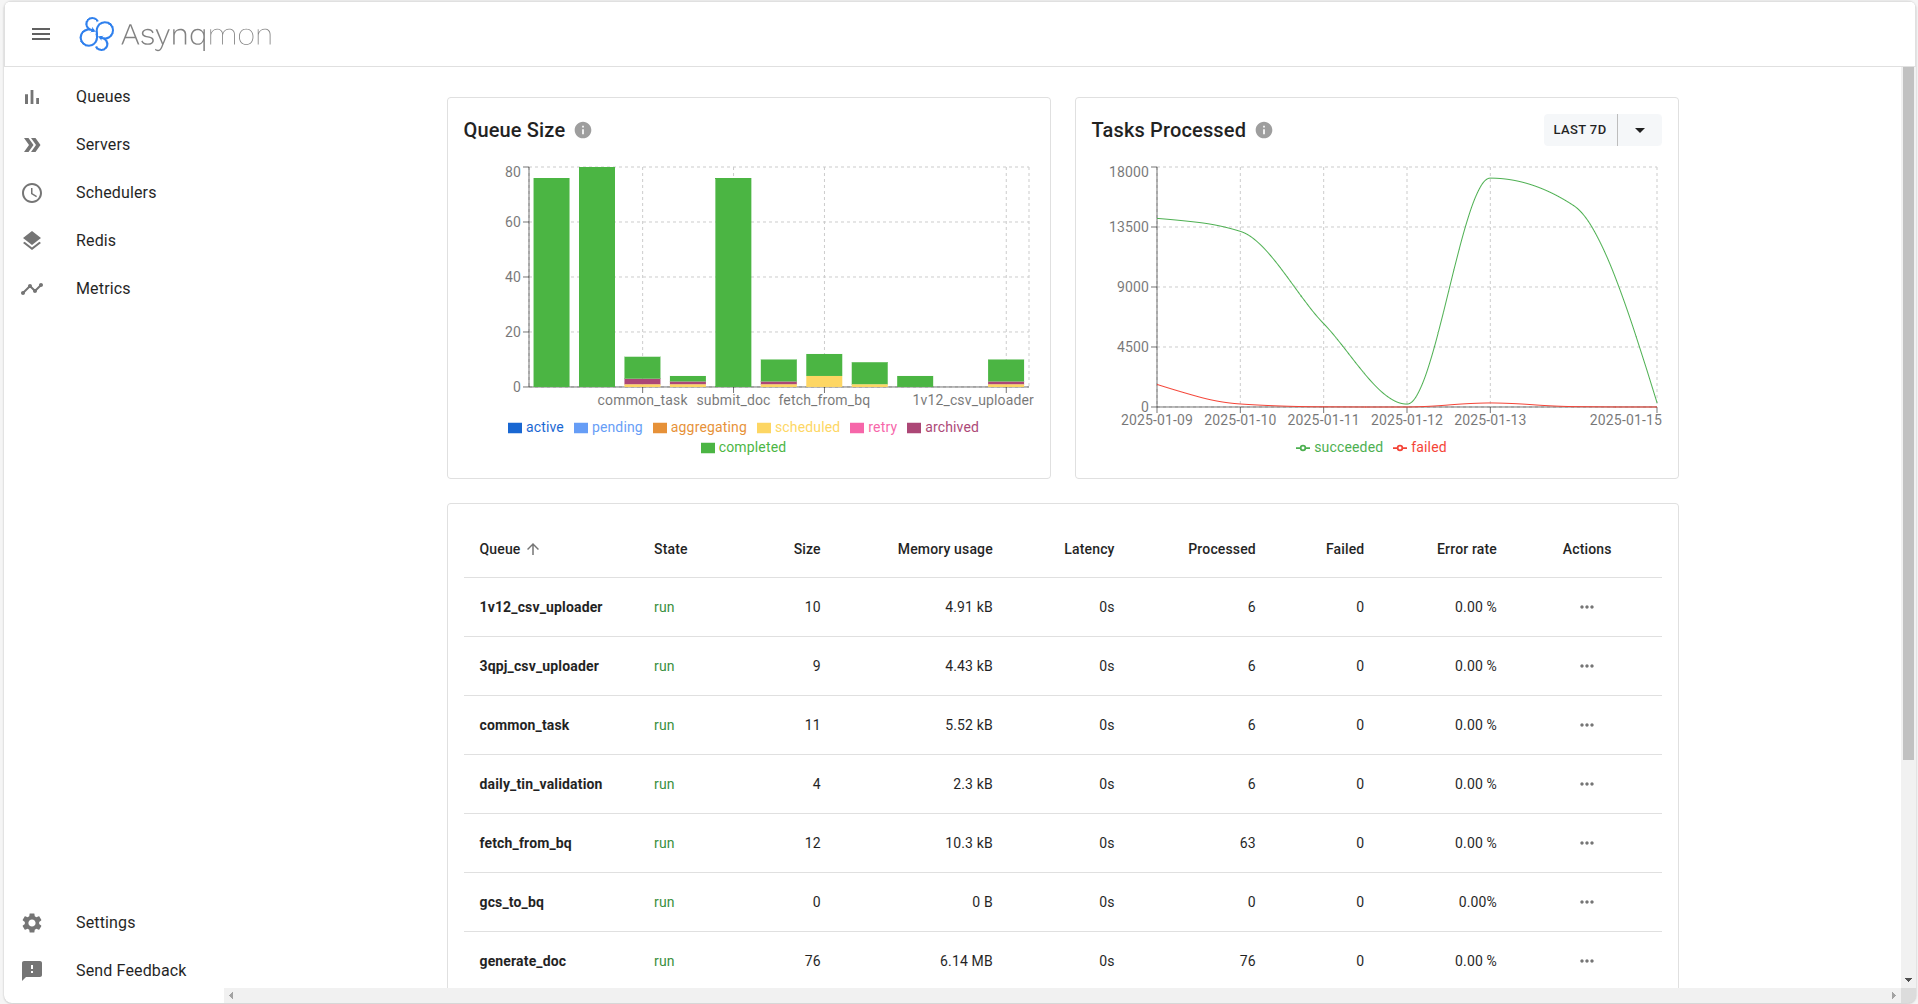 Asynqmon
Queues
Servers
Schedulers
Redis
Metrics
Settings
Send Feedback
Queue Size
80
60
40
20
0
common_task submit_doc fetch_from_bq 1v12_csv_uploader
active pending aggregating scheduled retry archived
completed
Tasks Processed
LAST 7D
18000
13500
9000
4500
0
2025-01-09 2025-01-10 2025-01-11 2025-01-12 2025-01-13 2025-01-15
succeeded failed
Queue State Size Memory usage Latency Processed Failed Error rate Actions
1v12_csv_uploader run 10 4.91 kB 0s 6 0 0.00 %
3qpj_csv_uploader run 9 4.43 kB 0s 6 0 0.00 %
common_task run 11 5.52 kB 0s 6 0 0.00 %
daily_tin_validation run 4 2.3 kB 0s 6 0 0.00 %
fetch_from_bq run 12 10.3 kB 0s 63 0 0.00 %
gcs_to_bq run 0 0 B 0s 0 0 0.00%
generate_doc run 76 6.14 MB 0s 76 0 0.00 %